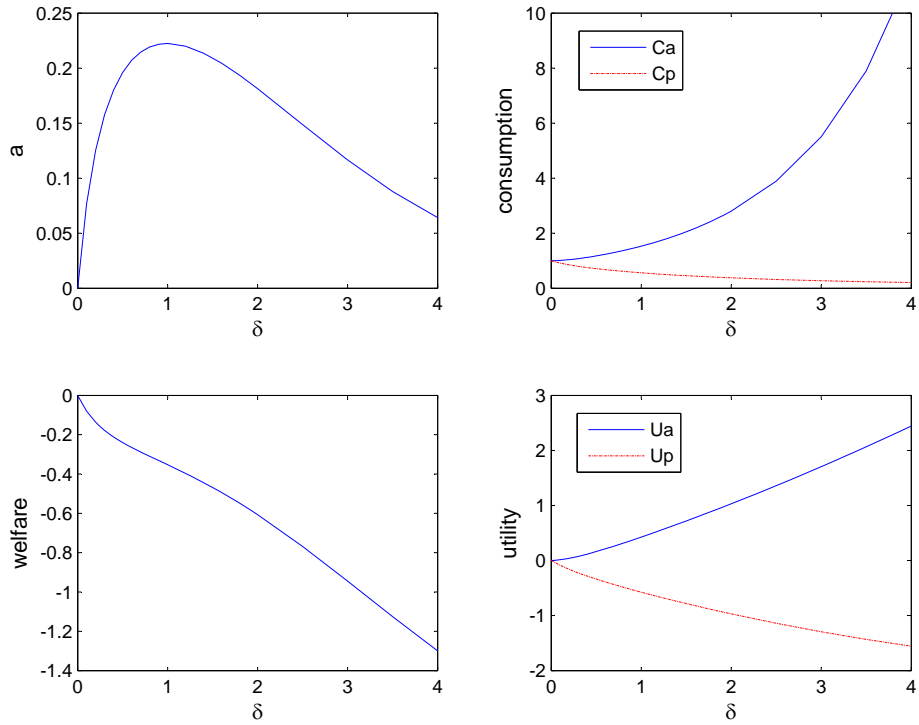 0.25
0.2
0.15
0.1
0.05
0
a
0 1 2 3 4
δ
10
8
6
4
2
0
consumption
Ca
Cp
0 1 2 3 4
δ
0
-0.2
-0.4
-0.6
-0.8
-1
-1.2
-1.4
welfare
0 1 2 3 4
δ
3
2
1
0
-1
-2
utility
Ua
Up
0 1 2 3 4
δ